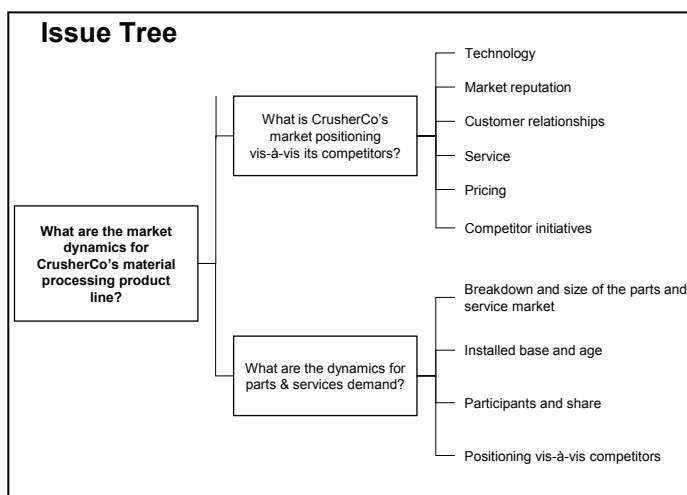 Issue Tree
What is CrusherCo's
market positioning
vis-à-vis its competitors?
Technology
Market reputation
Customer relationships
Service
Pricing
Competitor initiatives
What are the market
dynamics for
CrusherCo's material
processing product
line?
What are the dynamics for
parts & services demand?
Breakdown and size of the parts and
service market
Installed base and age
Participants and share
Positioning vis-à-vis competitors